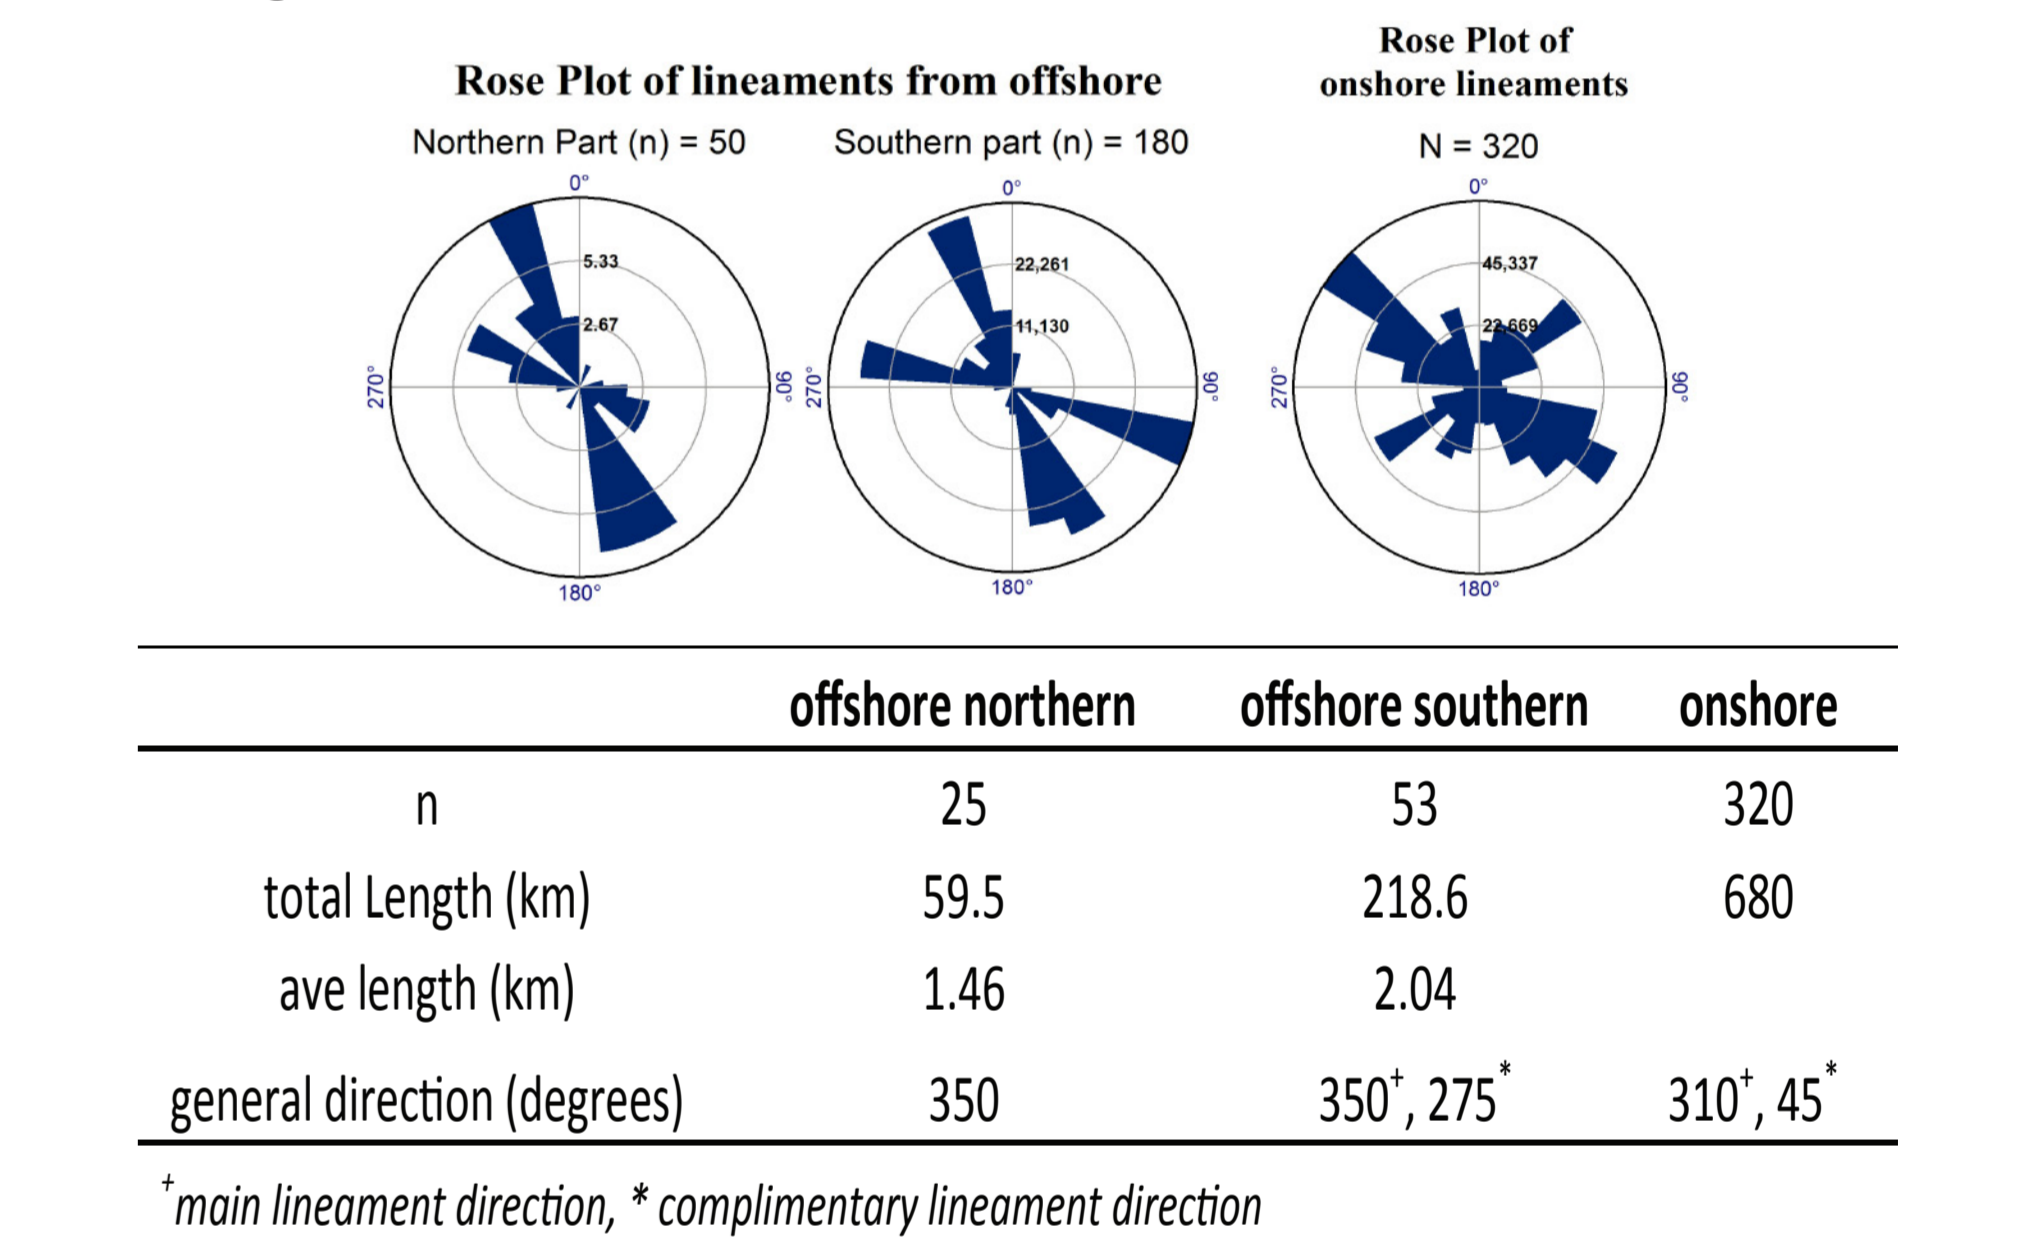 Rose Plot of lineaments from offshore
Rose Plot of
onshore lineaments
Northern Part (n) = 50
Southern part (n) = 180
N = 320
0°
5.33
2.67
270°
90°
180°
0°
22,261
11,130
270°
90°
180°
0°
45,337
22,669
270°
90°
180°
offshore northern offshore southern onshore
n 25 53 320
total Length (km) 59.5 218.6 680
ave length (km) 1.46 2.04
general direction (degrees) 350 350+, 275* 310+, 45*
+main lineament direction, * complimentary lineament direction